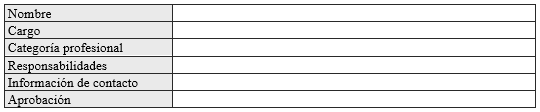 Nombre
Cargo
Categoría profesional
Responsabilidades
Información de contacto
Aprobación